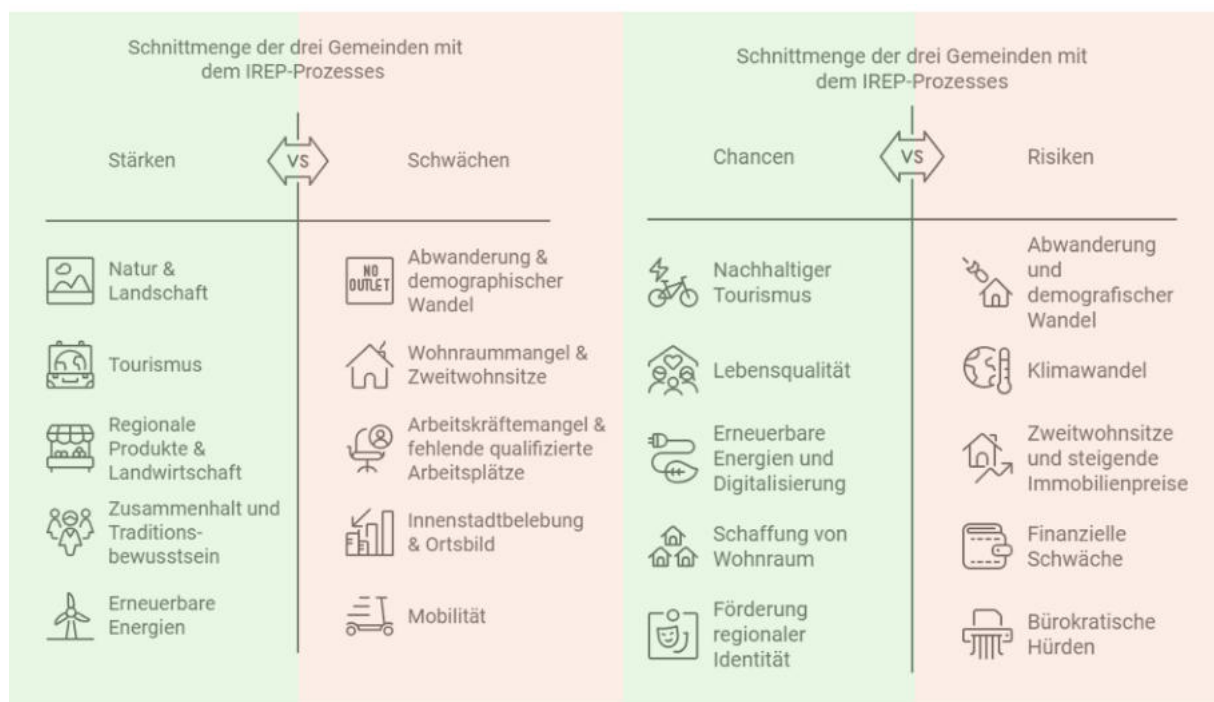 Schnittmenge der drei Gemeinden mit
dem IREP-Prozesses
Stärken
VS
Schwächen
Natur &
Landschaft
Tourismus
Regionale
Produkte &
Landwirtschaft
Zusammenhalt und
Traditions-
bewusstsein
Erneuerbare
Energien
NO
OUTLET
Abwanderung &
demographischer
Wandel
Wohnraummangel &
Zweitwohnsitze
Arbeitskräftemangel &
fehlende qualifizierte
Arbeitsplätze
Innenstadtbelebung
& Ortsbild
Mobilität
Schnittmenge der drei Gemeinden mit
dem IREP-Prozesses
Chancen
VS
Risiken
Nachhaltiger
Tourismus
Lebensqualität
Erneuerbare
Energien und
Digitalisierung
Schaffung von
Wohnraum
Förderung
regionaler
Identität
Abwanderung
und
demografischer
Wandel
Klimawandel
Zweitwohnsitze
und steigende
Immobilienpreise
Finanzielle
Schwäche
Bürokratische
Hürden